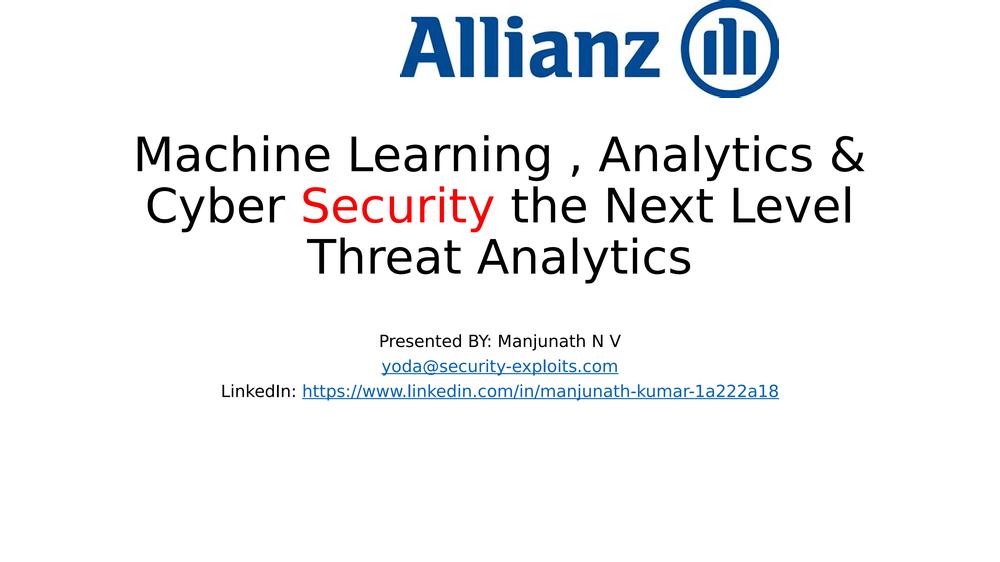 Allianz
Machine Learning , Analytics &
Cyber Security the Next Level
Threat Analytics
Presented BY: Manjunath N V
yoda@security-exploits.com
LinkedIn: https://www.linkedin.com/in/manjunath-kumar-1a222a18